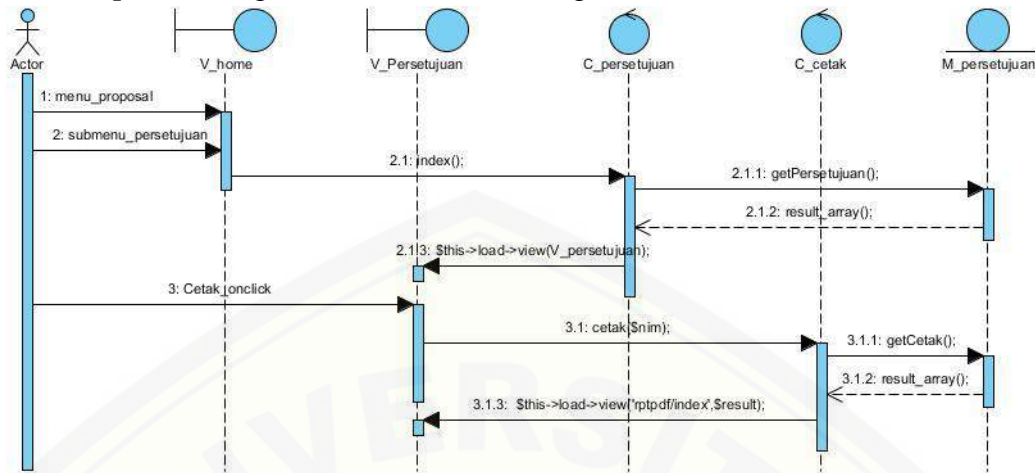 Actor
V_home
V_Persetujuan
C_persetujuan
C_cetak
M_persetujuan
1: menu_proposal
2: submenu_persetujuan
2.1: index();
2.1.1: getPersetujuan();
2.1.2: result_array();
2.1.3: $this->load->view(V_persetujuan);
3: Cetak_onclick
3.1: cetak($nim);
3.1.1: getCetak();
3.1.2: result_array();
3.1.3: $this->load->view('rptpdf/index',$result);